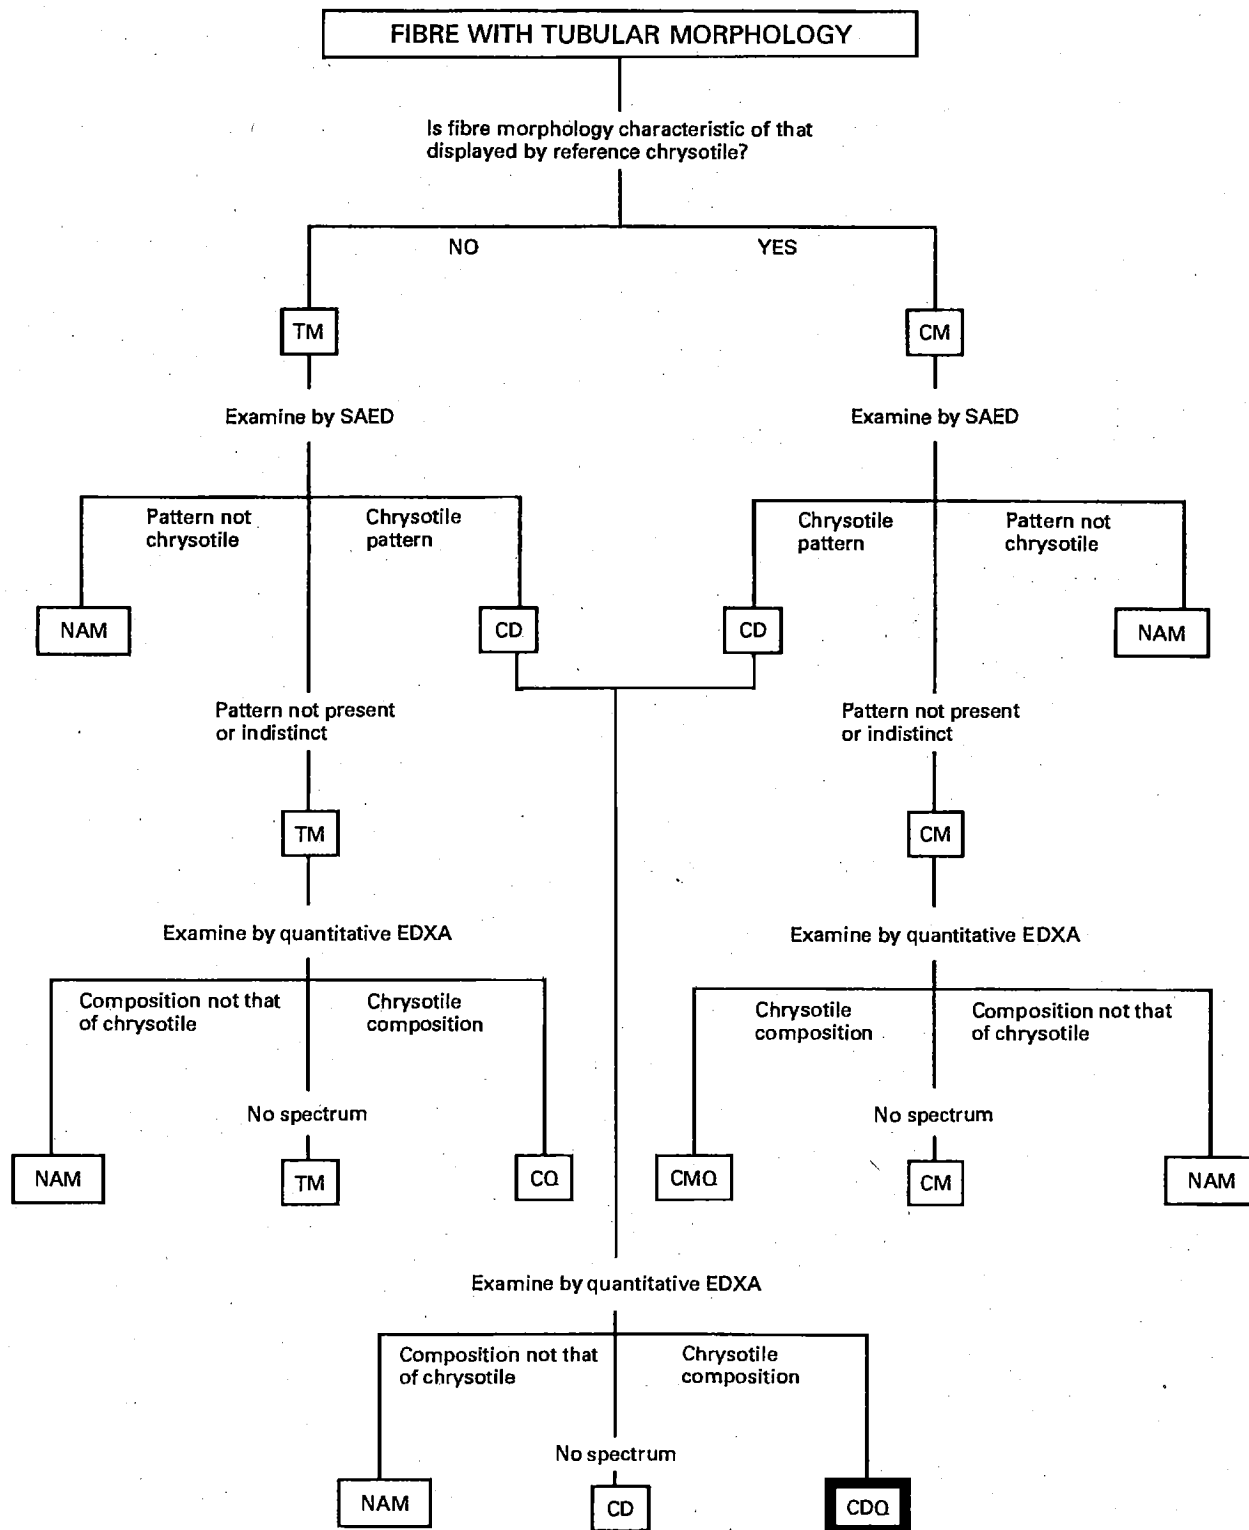 FIBRE WITH TUBULAR MORPHOLOGY
Is fibre morphology characteristic of that
displayed by reference chrysotile?
NO
YES
TM
CM
Examine by SAED
Examine by SAED
Pattern not
chrysotile
Chrysotile
pattern
Chrysotile
pattern
Pattern not
chrysotile
NAM
CD
CD
NAM
Pattern not present
or indistinct
Pattern not present
or indistinct
TM
CM
Examine by quantitative EDXA
Examine by quantitative EDXA
Composition not that
of chrysotile
Chrysotile
composition
Chrysotile
composition
Composition not that
of chrysotile
No spectrum
No spectrum
NAM
TM
CQ
CMQ
CM
NAM
Examine by quantitative EDXA
Composition not that
of chrysotile
Chrysotile
composition
No spectrum
NAM
CD
CDQ